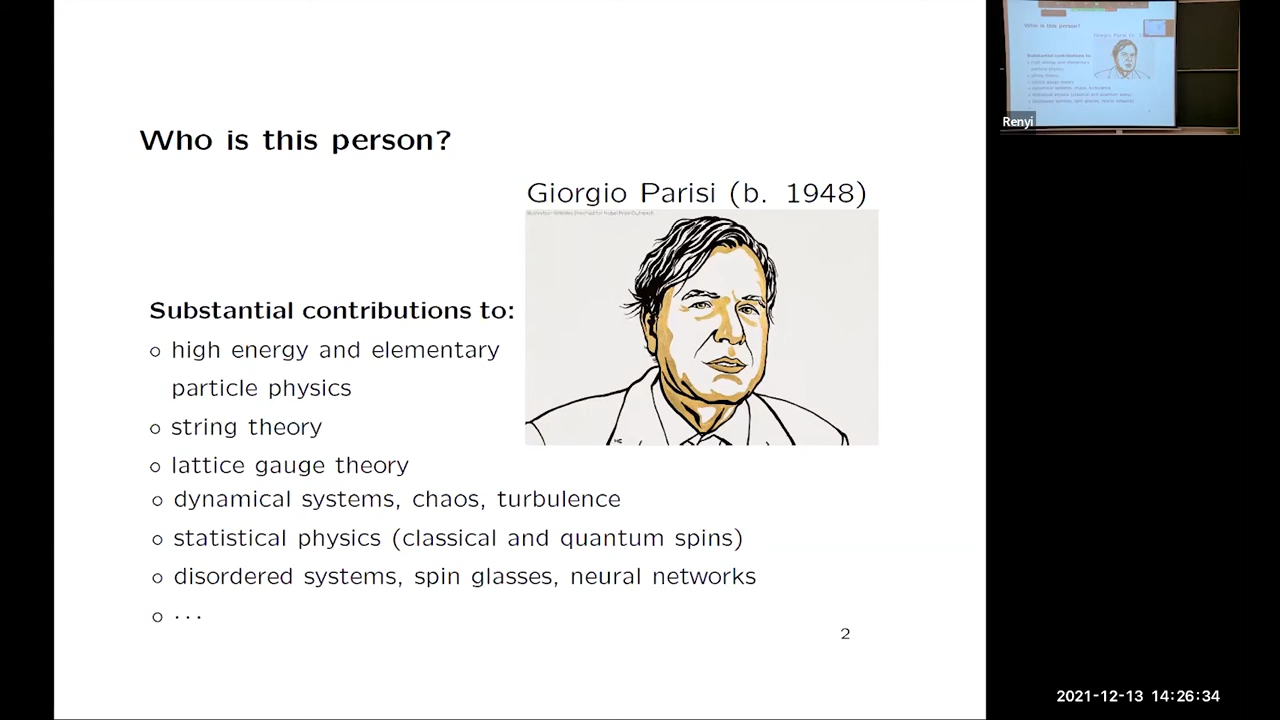 Who is this person?
Giorgio Parisi (b. 1948)
Substantial contributions to:
○ high energy and elementary
particle physics
○ string theory
○ lattice gauge theory
○ dynamical systems, chaos, turbulence
○ statistical physics (classical and quantum spins)
○ disordered systems, spin glasses, neural networks
○ ···
2
Renyi
2021-12-13 14:26:34